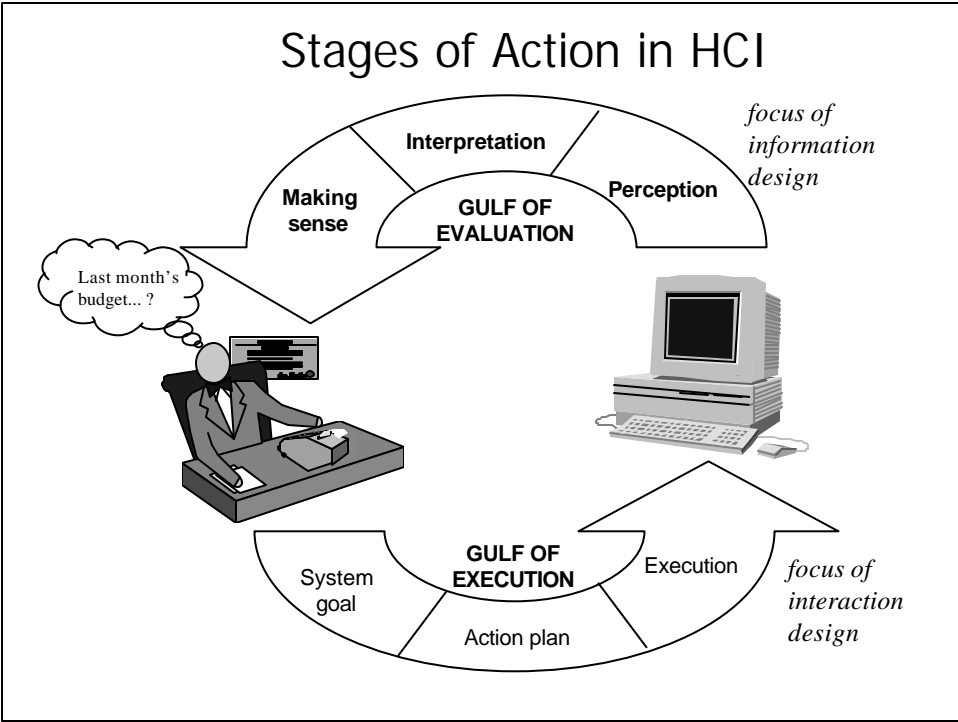 Stages of Action in HCI
focus of
information
design
Interpretation
Making
sense
Perception
GULF OF
EVALUATION
Last month's
budget... ?
GULF OF
EXECUTION
System
goal
Action plan
Execution
focus of
interaction
design